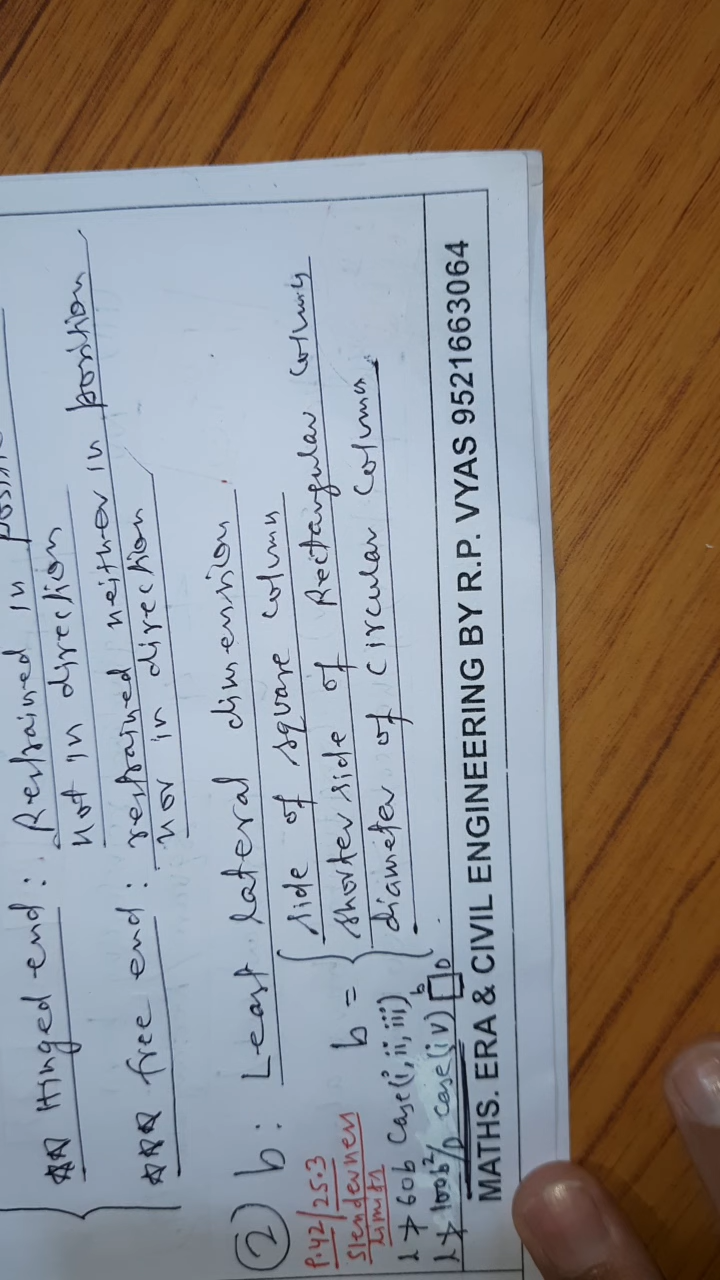 ☆☆ Hinged end: Restrained in
Not in direction
☆☆☆ free end: restrained neither in position
nor in direction
② b: Least lateral dimension
b = { side of square column
shorter side of Rectangular column
diameter of circular column.
P.42/25.3
Slenderness
limits
l ≯ 60b case(i, ii, iii)
l ≯ 100b²/D case(iv) b D
MATHS. ERA & CIVIL ENGINEERING BY R.P. VYAS 9521663064